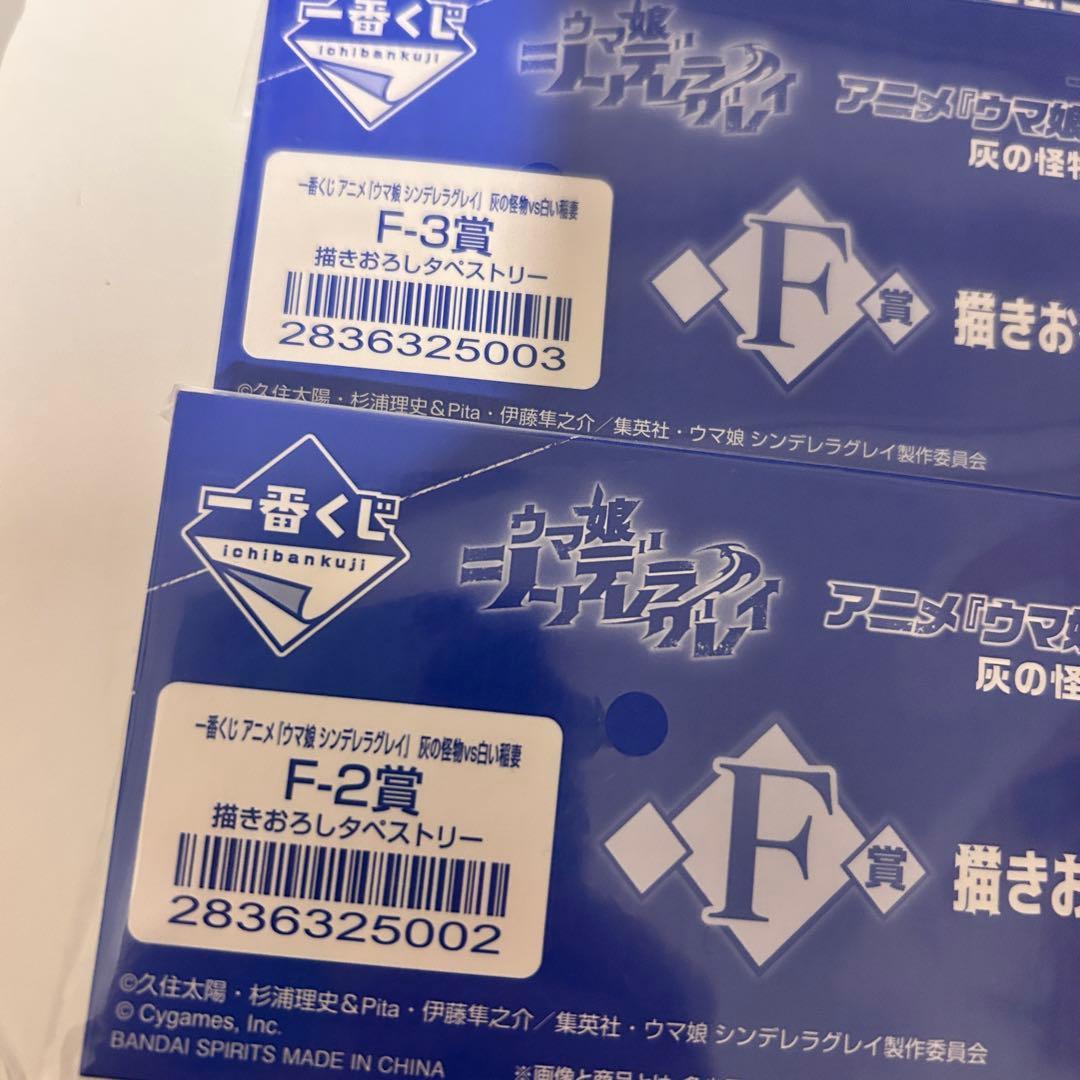 一番くじ
ichibankuji
ウマ娘
シンデレラグレイ
アニメ『ウマ娘
灰の怪物
一番くじ アニメ『ウマ娘 シンデレラグレイ』 灰の怪物vs白い稲妻
F-3賞
描きおろしタペストリー
2836325003
F賞
描きお
©久住太陽・杉浦理史&Pita・伊藤隼之介/集英社・ウマ娘 シンデレラグレイ製作委員会
一番くじ
ichibankuji
ウマ娘
シンデレラグレイ
アニメ『ウマ娘
灰の怪
一番くじ アニメ『ウマ娘 シンデレラグレイ』 灰の怪物vs白い稲妻
F-2賞
描きおろしタペストリー
2836325002
F賞
描きお
©久住太陽・杉浦理史&Pita・伊藤隼之介/集英社・ウマ娘 シンデレラグレイ製作委員会
© Cygames, Inc.
BANDAI SPIRITS MADE IN CHINA
※画像と商品とは